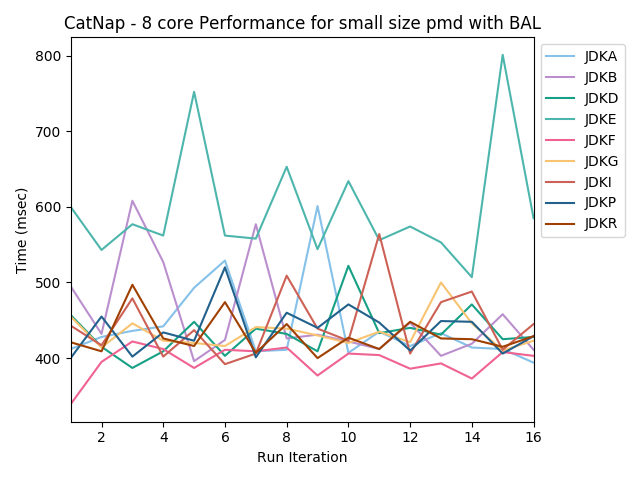 CatNap - 8 core Performance for small size pmd with BAL
Time (msec)
800
700
600
500
400
2
4
6
8
10
12
14
16
Run Iteration
JDKA
JDKB
JDKD
JDKE
JDKF
JDKG
JDKI
JDKP
JDKR